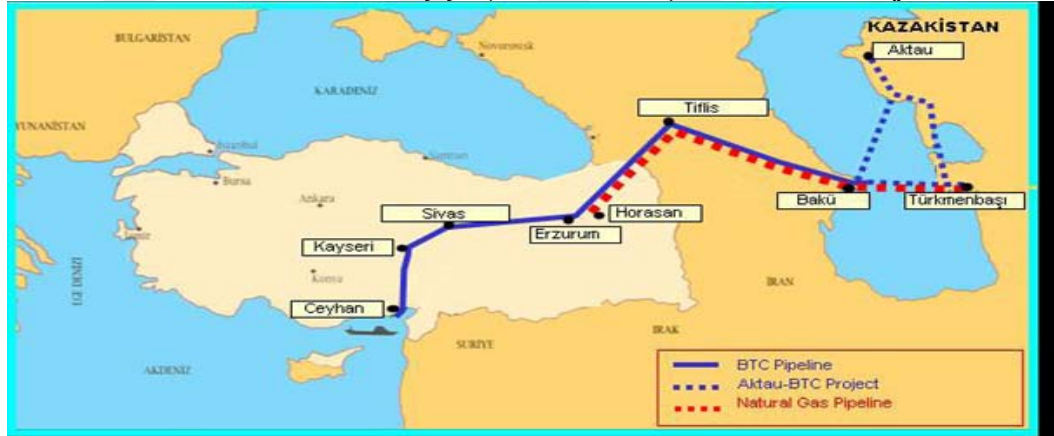 KAZAKİSTAN
Aktau
BULGARİSTAN
Novorossisk
KARADENİZ
Tiflis
YUNANİSTAN
İstanbul
Samsun
Bursa
Ankara
Sivas
Horasan
Bakü
Türkmenbaşı
Erzurum
Kayseri
İzmir
Konya
EGE DENİZİ
İRAN
Ceyhan
IRAK
SURİYE
AKDENİZ
BTC Pipeline
Aktau-BTC Project
Natural Gas Pipeline